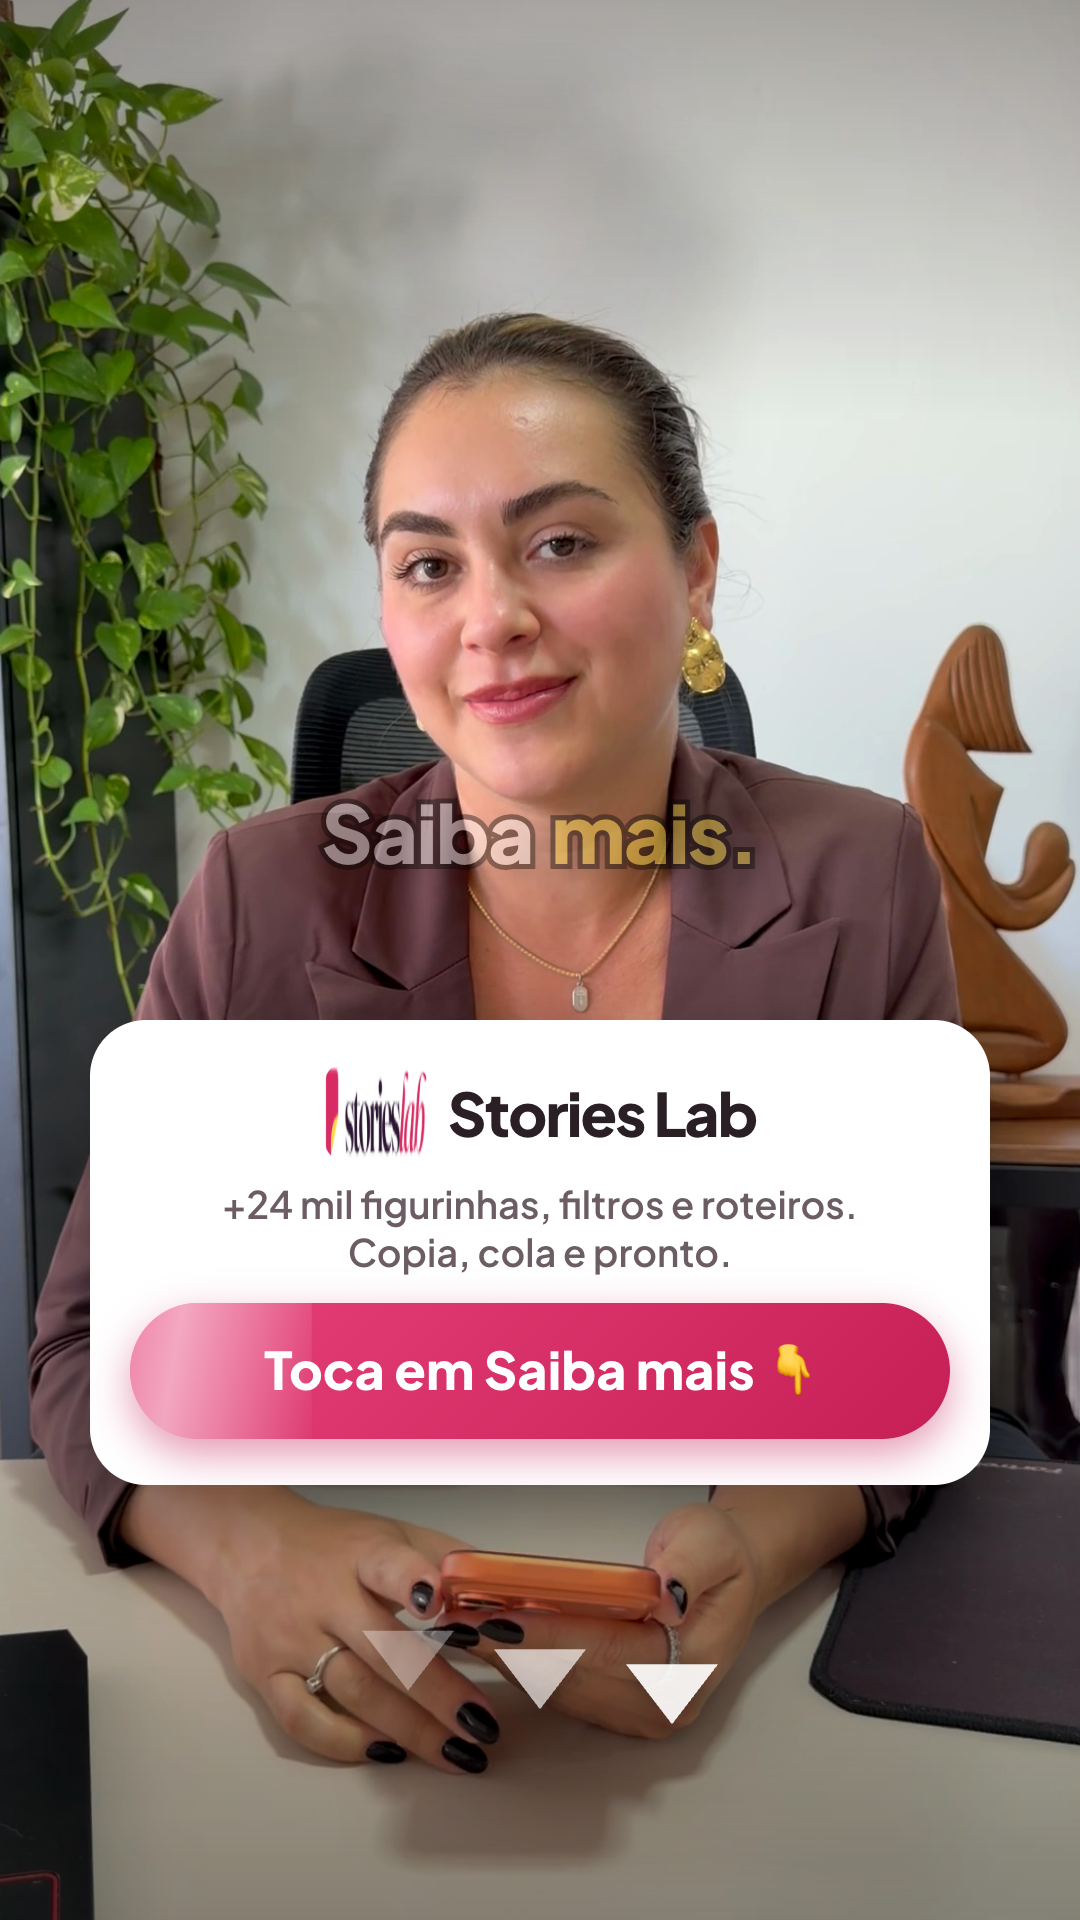 Saiba mais.
storieslab
Stories Lab
+24 mil figurinhas, filtros e roteiros.
Copia, cola e pronto.
Toca em Saiba mais 👇